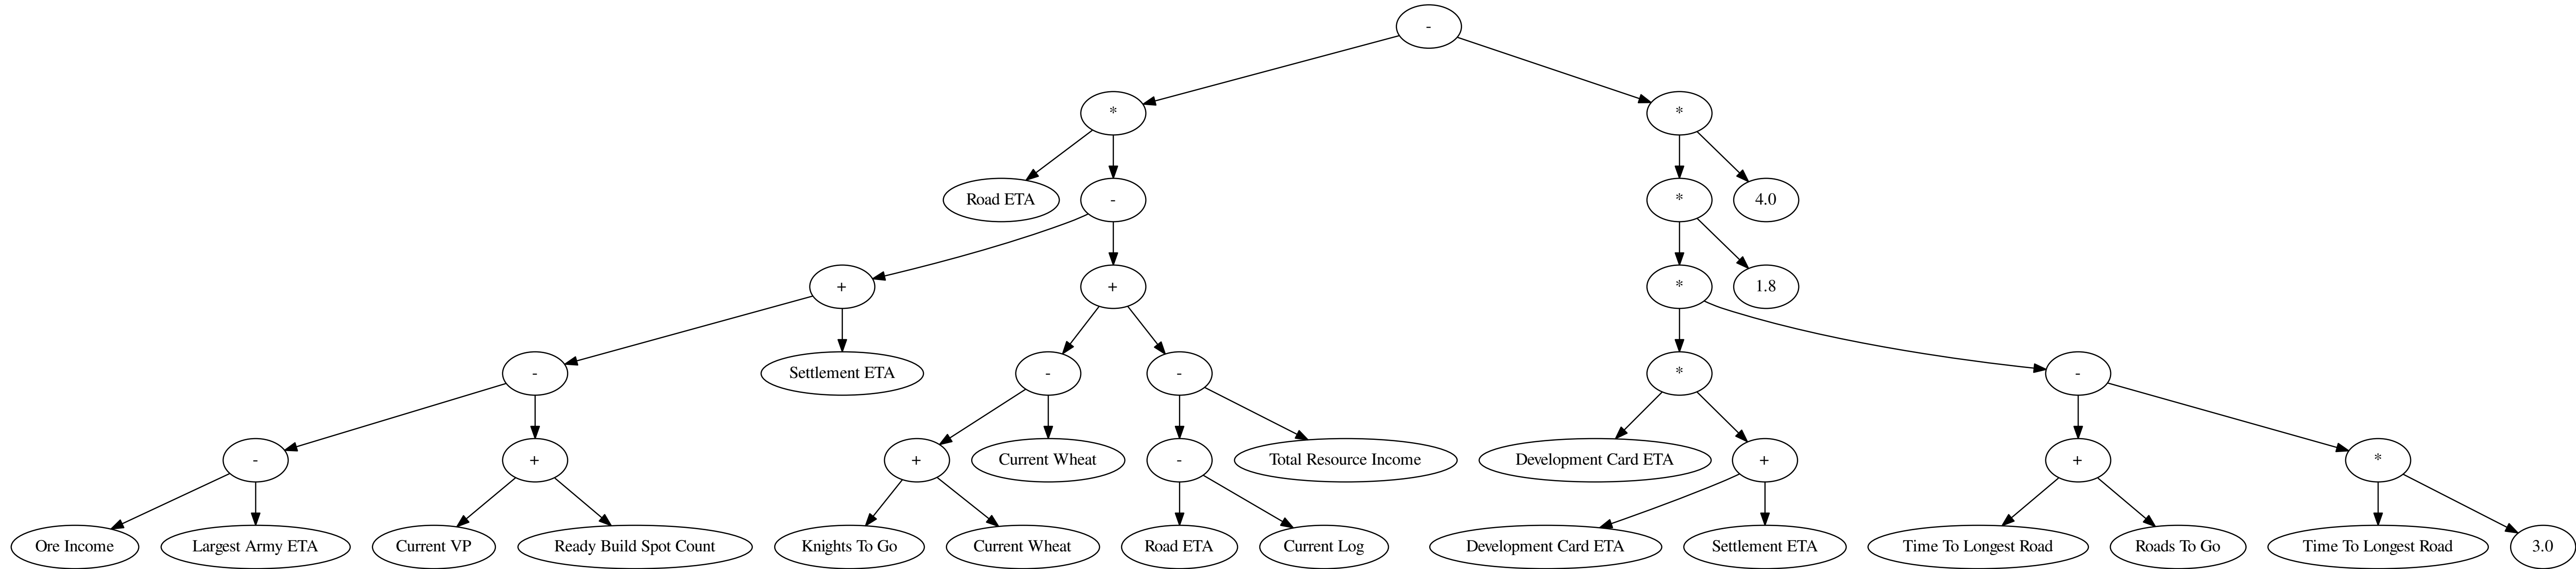 -
* *
Road ETA - * 4.0
+ + * 1.8
- Settlement ETA - - * -
- + + Current Wheat - Total Resource Income Development Card ETA + + *
Ore Income Largest Army ETA Current VP Ready Build Spot Count Knights To Go Current Wheat Road ETA Current Log Development Card ETA Settlement ETA Time To Longest Road Roads To Go Time To Longest Road 3.0